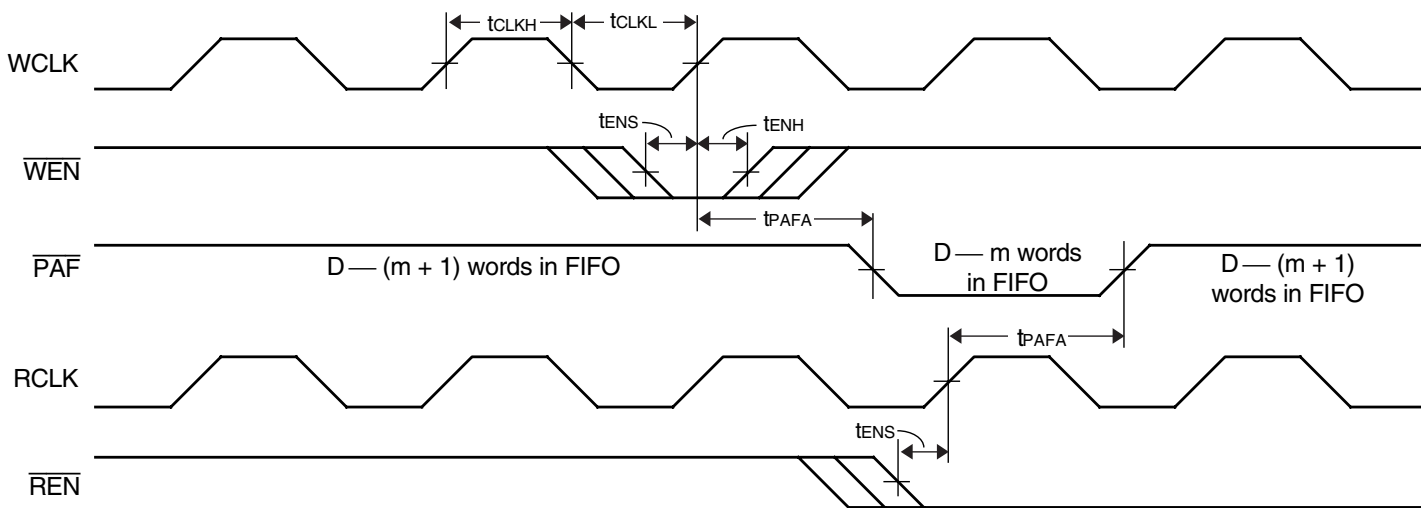 tCLKH
tCLKL
WCLK
tENS
tENH
WEN
tPAFA
PAF
D — (m + 1) words in FIFO
D — m words
in FIFO
D — (m + 1)
words in FIFO
tPAFA
RCLK
tENS
REN